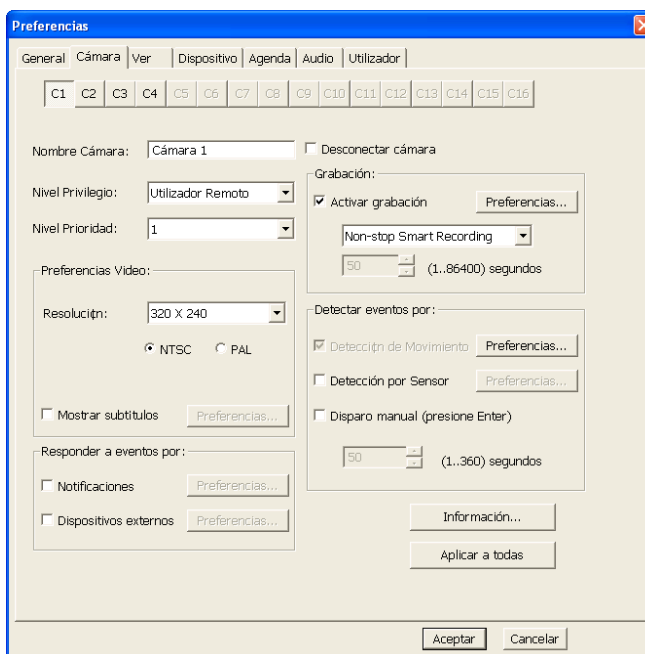 Preferencias
General Cámara Ver Dispositivo Agenda Audio Utilizador
C1 C2 C3 C4 C5 C6 C7 C8 C9 C10 C11 C12 C13 C14 C15 C16
Nombre Cámara: Cámara 1
Desconectar cámara
Nivel Privilegio: Utilizador Remoto
Nivel Prioridad: 1
Grabación:
Activar grabación Preferencias...
Non-stop Smart Recording
50 (1..86400) segundos
Preferencias Video:
Resoluci¢n: 320 X 240
NTSC PAL
Mostrar subtitulos Preferencias...
Detectar eventos por:
Detecci¢n de Movimiento Preferencias...
Detección por Sensor Preferencias...
Disparo manual (presione Enter)
50 (1..360) segundos
Responder a eventos por:
Notificaciones Preferencias...
Dispositivos externos Preferencias...
Información...
Aplicar a todas
Aceptar Cancelar